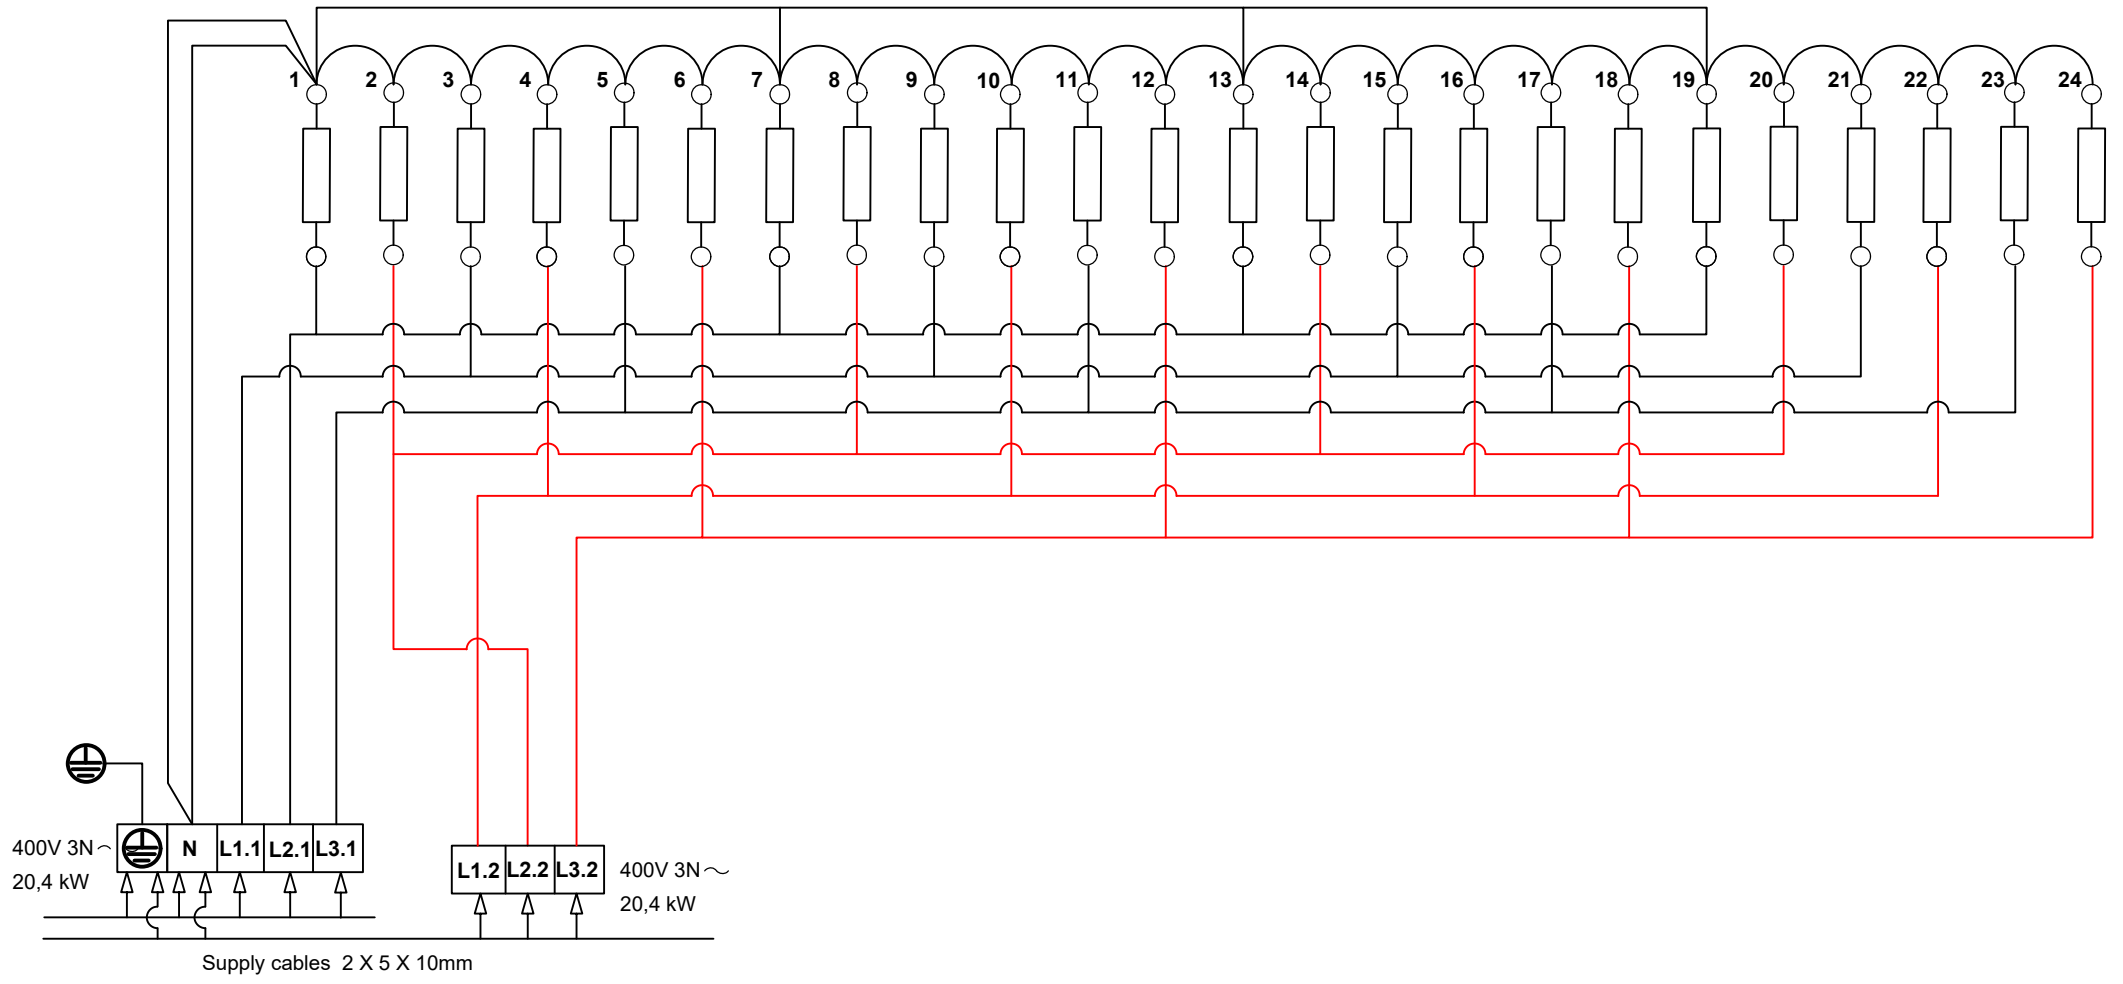 1 2 3 4 5 6 7 8 9 10 11 12 13 14 15 16 17 18 19 20 21 22 23 24
400V 3N~
20,4 kW
N L1.1 L2.1 L3.1
L1.2 L2.2 L3.2
400V 3N~
20,4 kW
Supply cables 2 X 5 X 10mm